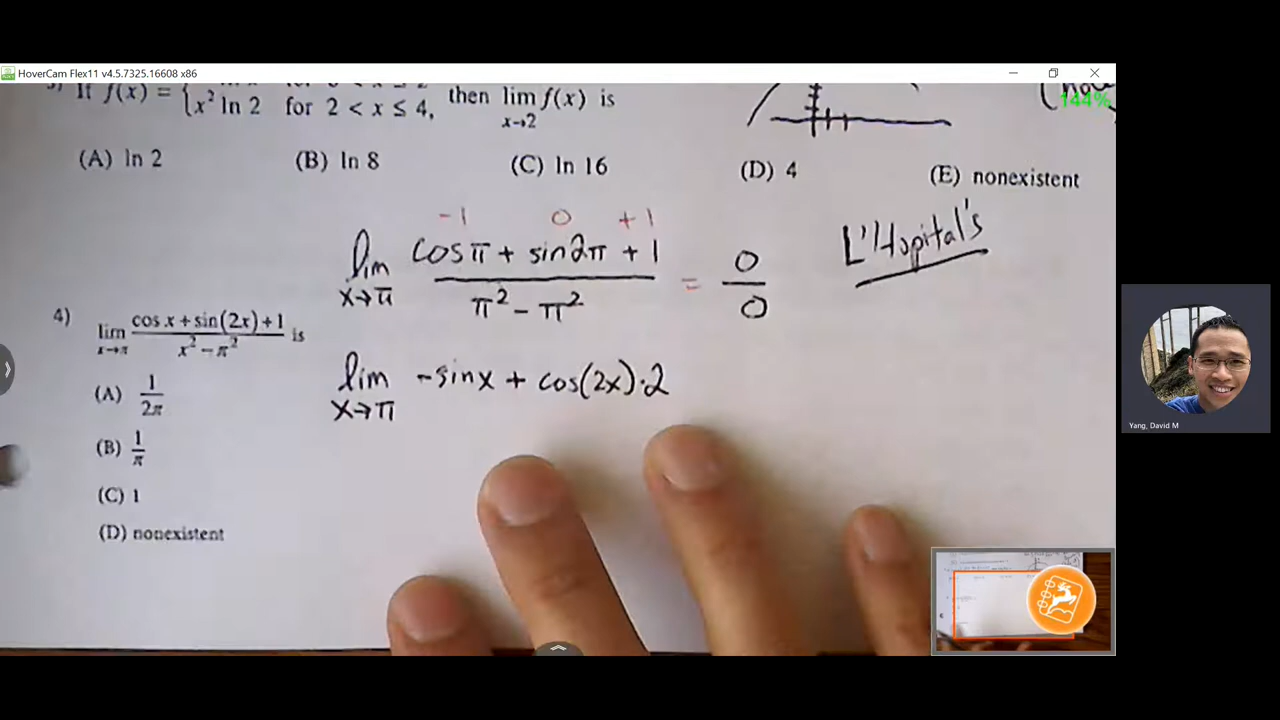 HoverCam Flex11 v4.5.7325.16608 x86
144%
3) If f(x) = { x² ln 2 for 2 < x ≤ 4, then lim x→2 f(x) is
(A) ln 2 (B) ln 8 (C) ln 16 (D) 4 (E) nonexistent
-1 0 +1
lim x→π (cos π + sin 2π + 1) / (π² - π²) = 0/0 L'Hopital's
4) lim x→π (cos x + sin(2x) + 1) / (x² - π²) is
lim x→π -sin x + cos(2x)·2
(A) 1/2π
(B) 1/π
(C) 1
(D) nonexistent
Yang, David M